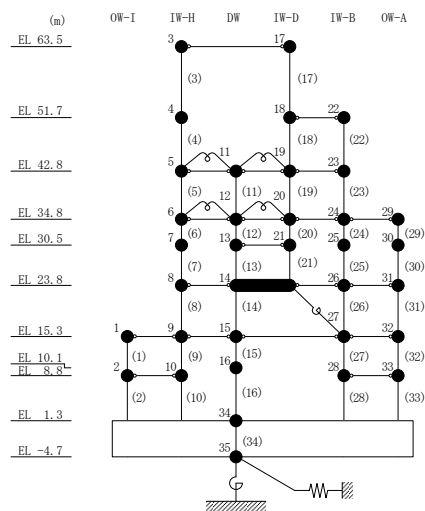 (m) OW-I IW-H DW IW-D IW-B OW-A
EL 63.5 3 17
(3) (17)
EL 51.7 4 18 22
(4) (18) (22)
EL 42.8 5 11 19 23
(5) (11) (19) (23)
EL 34.8 6 12 20 24 29
(6) (12) (20) (24) (29)
EL 30.5 7 13 21 25 30
(7) (13) (21) (25) (30)
EL 23.8 8 14 26 31
(8) (14) (26) (31)
27
EL 15.3 1 9 15 32
(1) (9) (15) (27) (32)
EL 10.1 16
EL 8.8 2 10 28 33
(2) (10) (16) (28) (33)
EL 1.3 34
(34)
EL -4.7 35